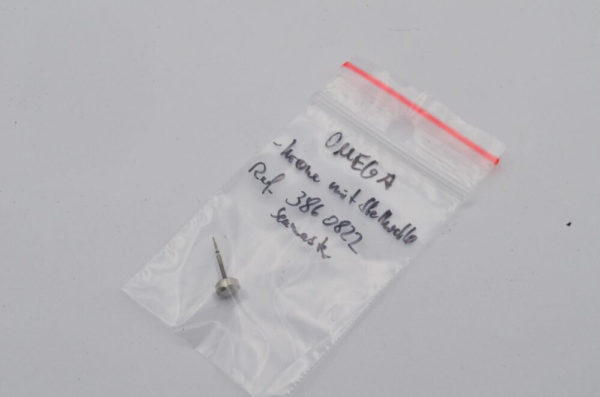 OMEGA
- Krone mit Stellwelle
Ref. 3860822
Seamaster